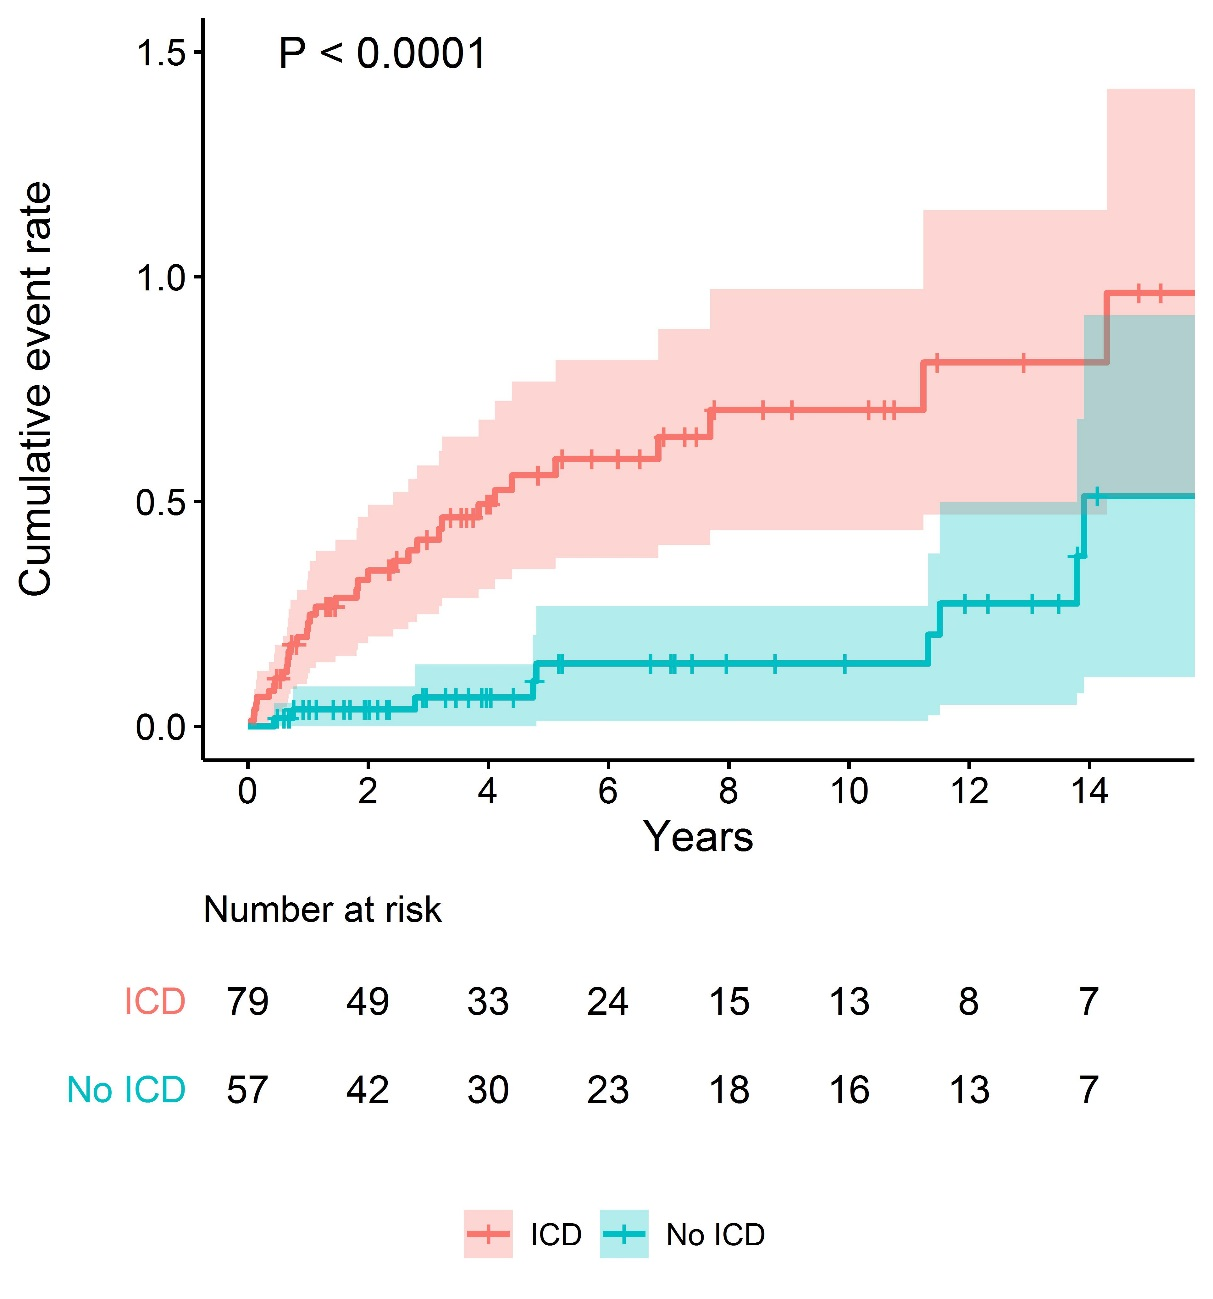 P < 0.0001
Cumulative event rate
1.5
1.0
0.5
0.0
0 2 4 6 8 10 12 14
Years
Number at risk
ICD 79 49 33 24 15 13 8 7
No ICD 57 42 30 23 18 16 13 7
ICD No ICD